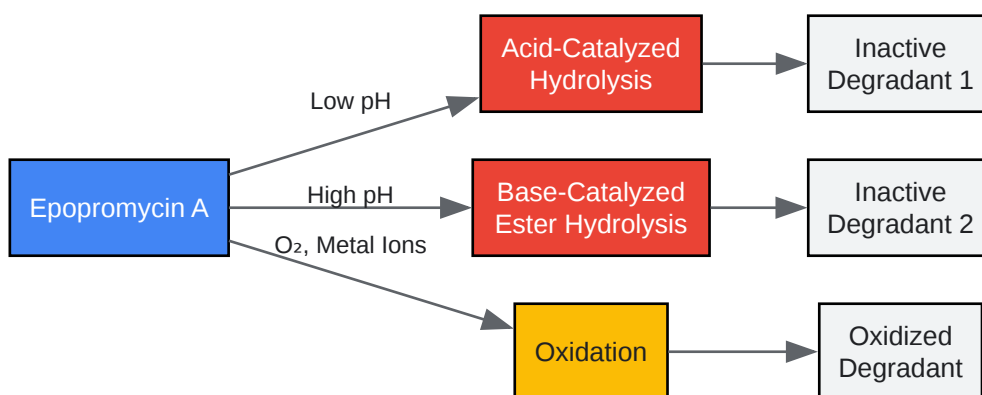 Acid-Catalyzed
Hydrolysis
Inactive
Degradant 1
Low pH
Epopromycin A
High pH
Base-Catalyzed
Ester Hydrolysis
Inactive
Degradant 2
O₂, Metal Ions
Oxidation
Oxidized
Degradant